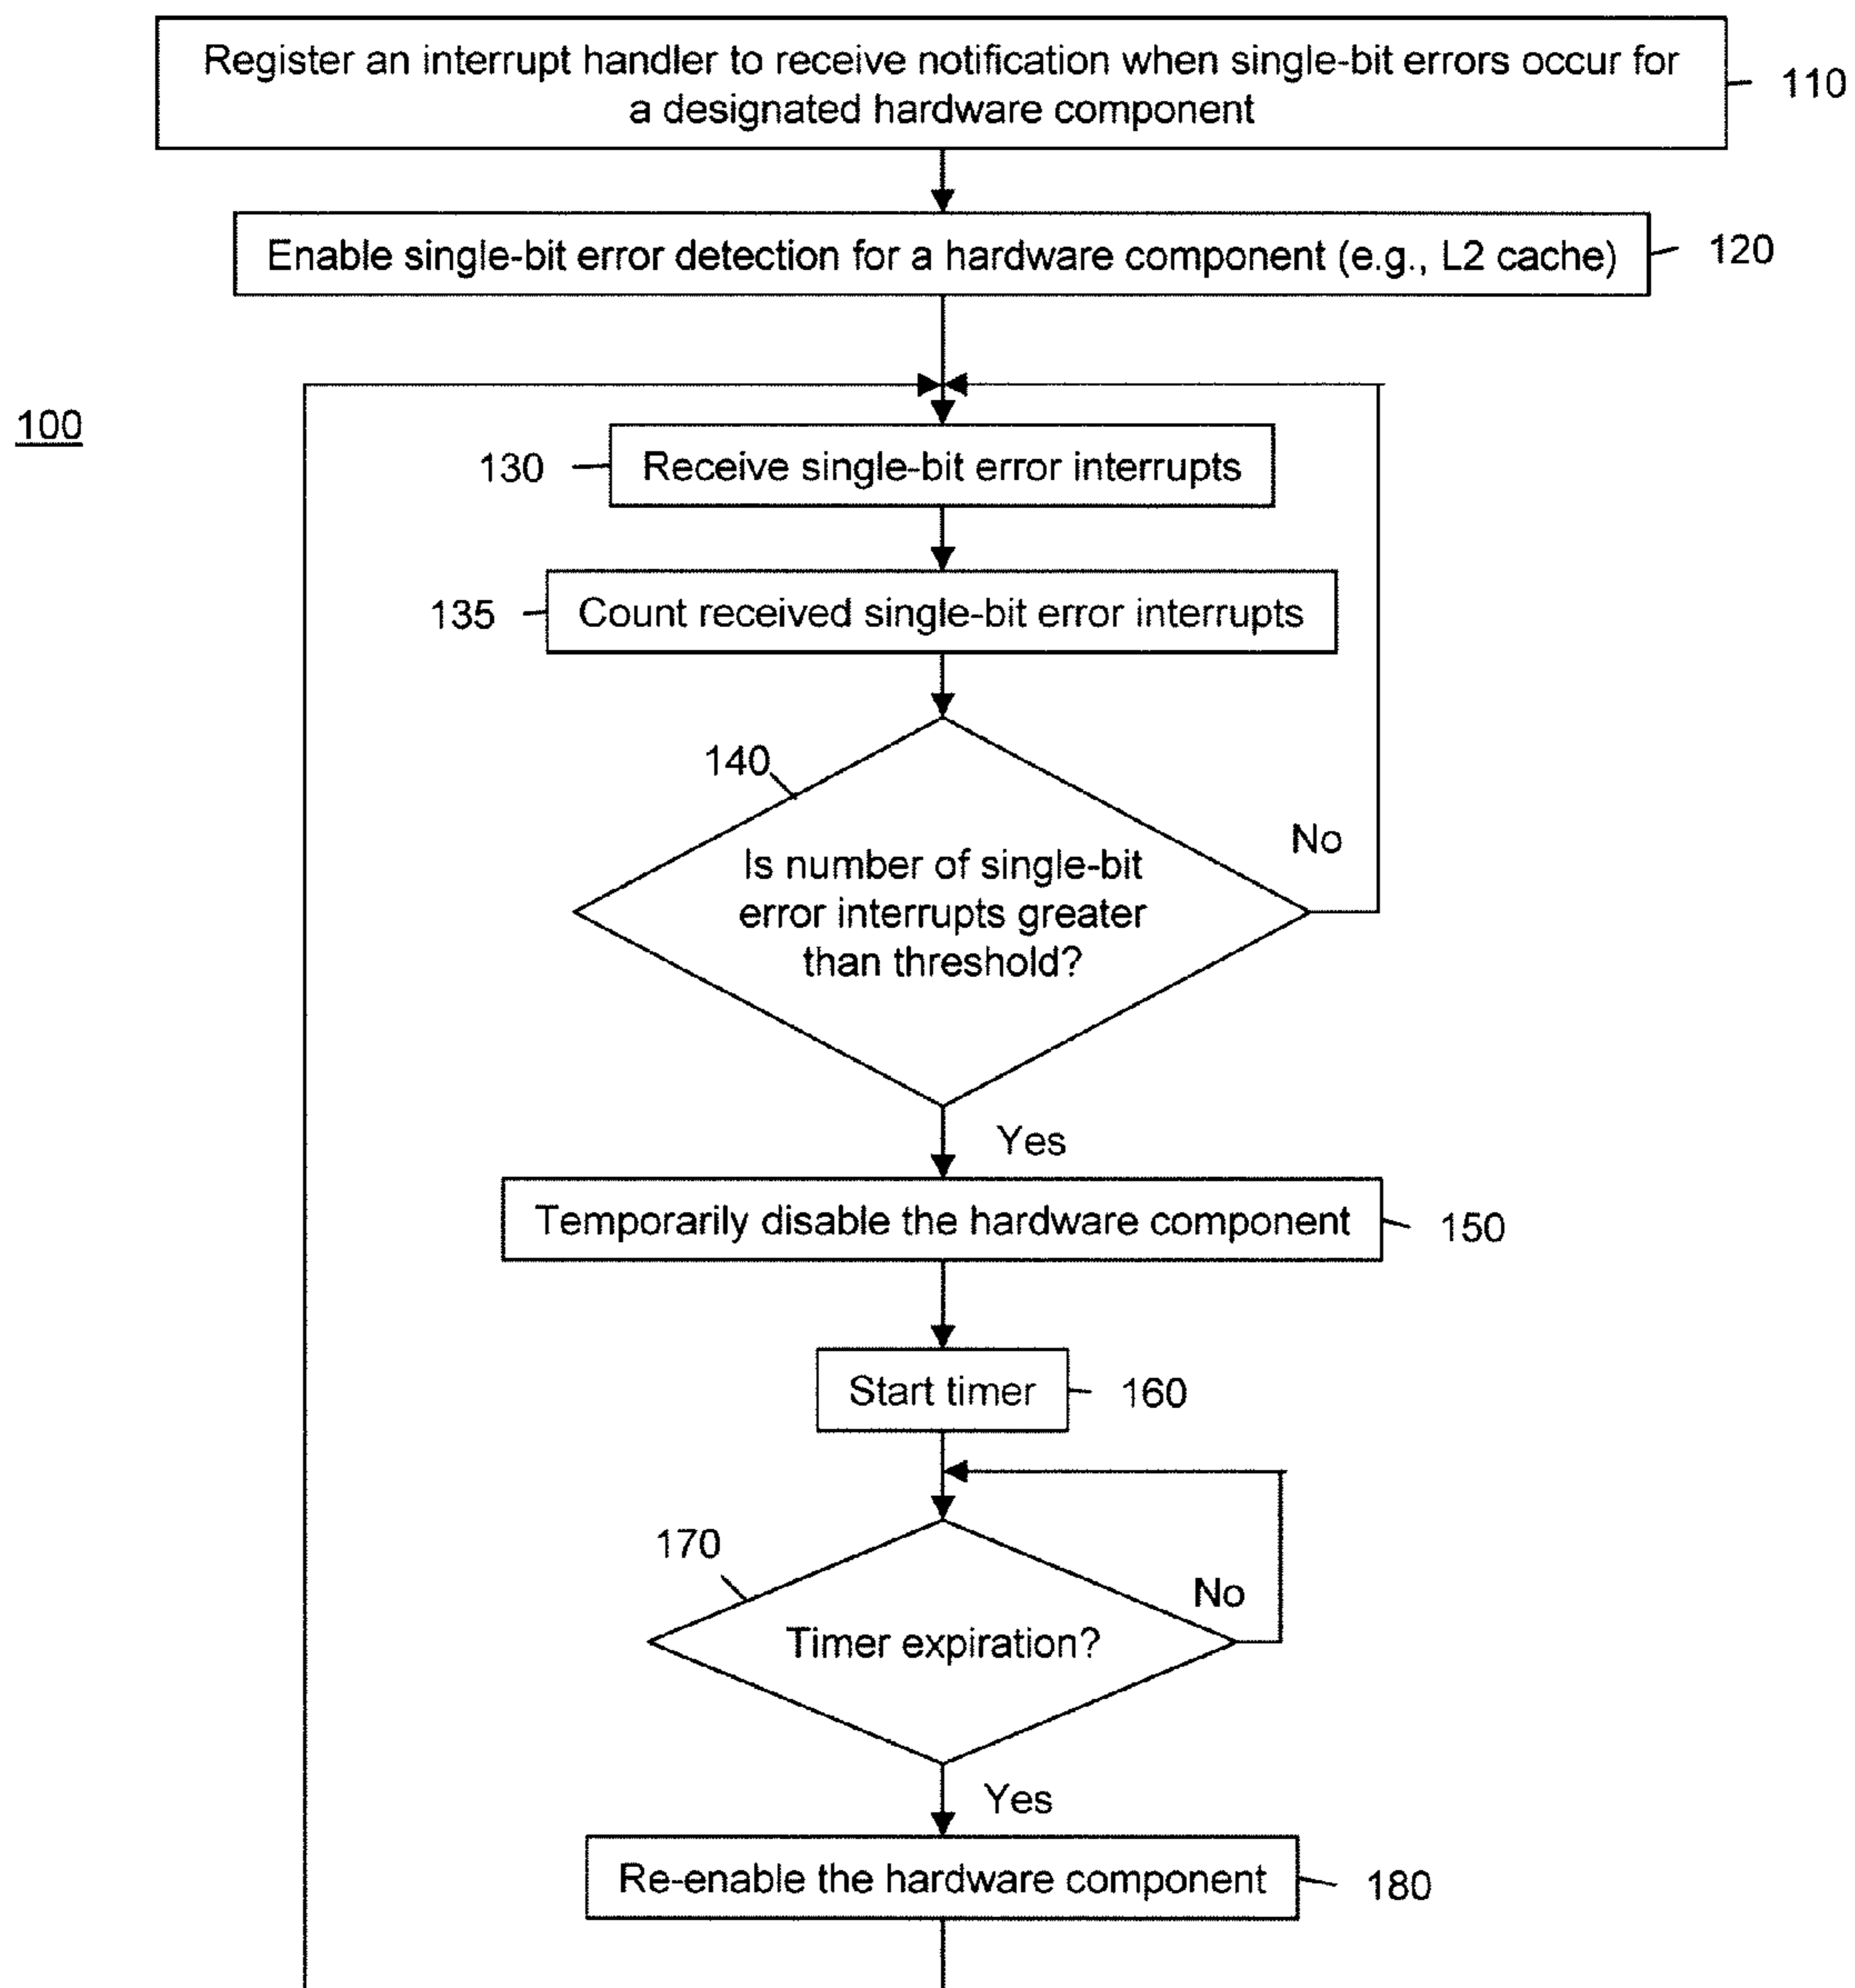 Register an interrupt handler to receive notification when single-bit errors occur for
a designated hardware component
110
Enable single-bit error detection for a hardware component (e.g., L2 cache)
120
100
130
Receive single-bit error interrupts
135
Count received single-bit error interrupts
140
Is number of single-bit
error interrupts greater
than threshold?
No
Yes
Temporarily disable the hardware component
150
Start timer
160
170
Timer expiration?
No
Yes
Re-enable the hardware component
180